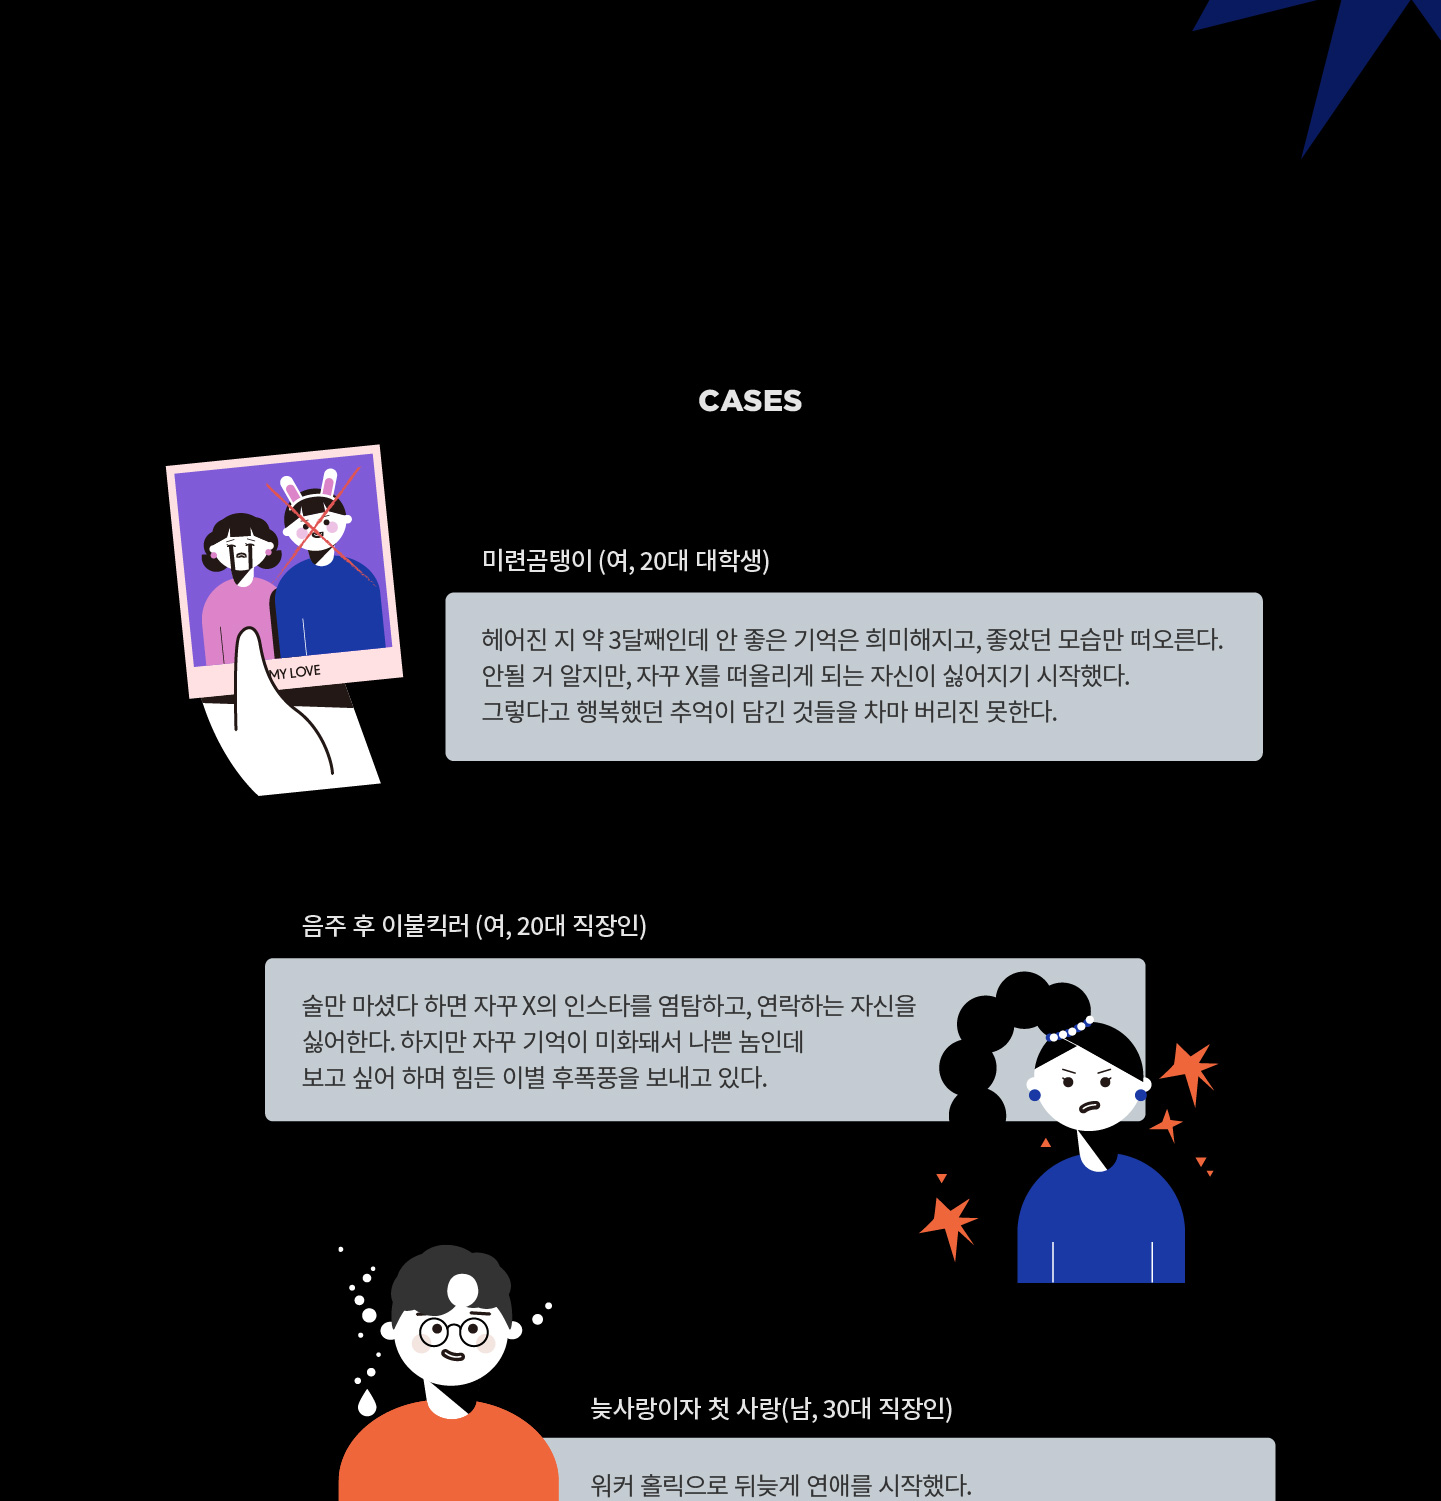 CASES
MY LOVE
미련곰탱이 (여, 20대 대학생)
헤어진 지 약 3달째인데 안 좋은 기억은 희미해지고, 좋았던 모습만 떠오른다.
안될 거 알지만, 자꾸 X를 떠올리게 되는 자신이 싫어지기 시작했다.
그렇다고 행복했던 추억이 담긴 것들을 차마 버리진 못한다.
음주 후 이불킥러 (여, 20대 직장인)
술만 마셨다 하면 자꾸 X의 인스타를 염탐하고, 연락하는 자신을
싫어한다. 하지만 자꾸 기억이 미화돼서 나쁜 놈인데
보고 싶어 하며 힘든 이별 후폭풍을 보내고 있다.
늦사랑이자 첫 사랑(남, 30대 직장인)
워커 홀릭으로 뒤늦게 연애를 시작했다.